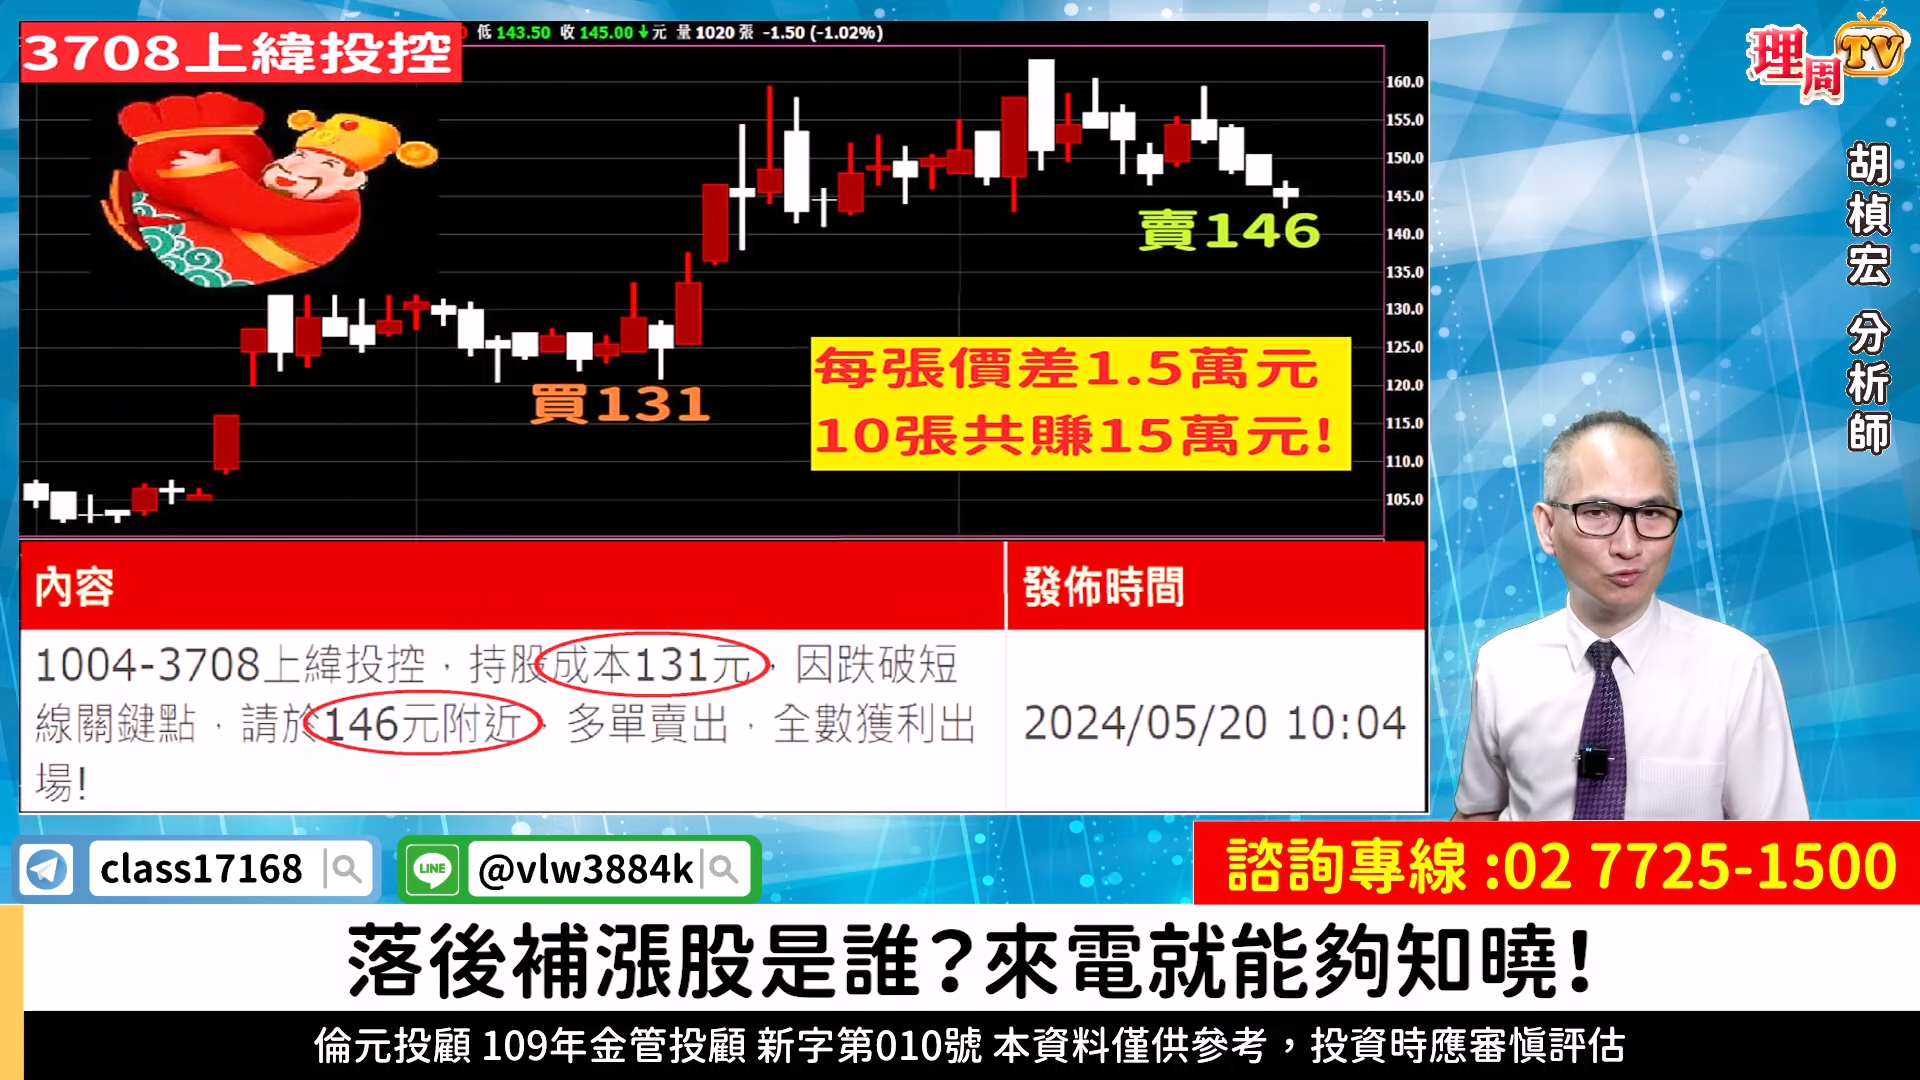 3708上緯投控
低 143.50 收 145.00↓元 量 1020 張 -1.50 (-1.02%)
理周TV
胡楨宏 分析師
160.0
155.0
150.0
145.0
140.0
135.0
130.0
125.0
120.0
115.0
110.0
105.0
賣146
買131
每張價差1.5萬元
10張共賺15萬元!
內容
發佈時間
1004-3708上緯投控，持股成本131元，因跌破短
線關鍵點，請於146元附近，多單賣出，全數獲利出
場!
2024/05/20 10:04
class17168
LINE
@vlw3884k
諮詢專線 :02 7725-1500
落後補漲股是誰?來電就能夠知曉!
倫元投顧 109年金管投顧 新字第010號 本資料僅供參考，投資時應審慎評估